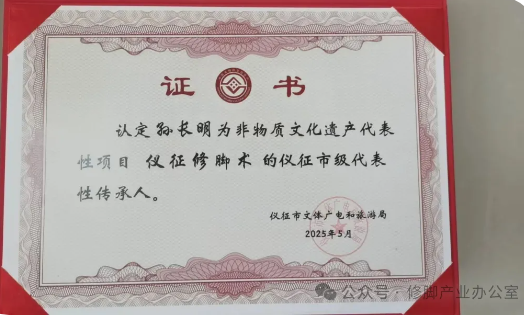 证书
认定孙长明为非物质文化遗产代表
性项目 仪征修脚术 的仪征市级代表
性传承人。
仪征市文体广电和旅游局
2025年5月
公众号·修脚产业办公室